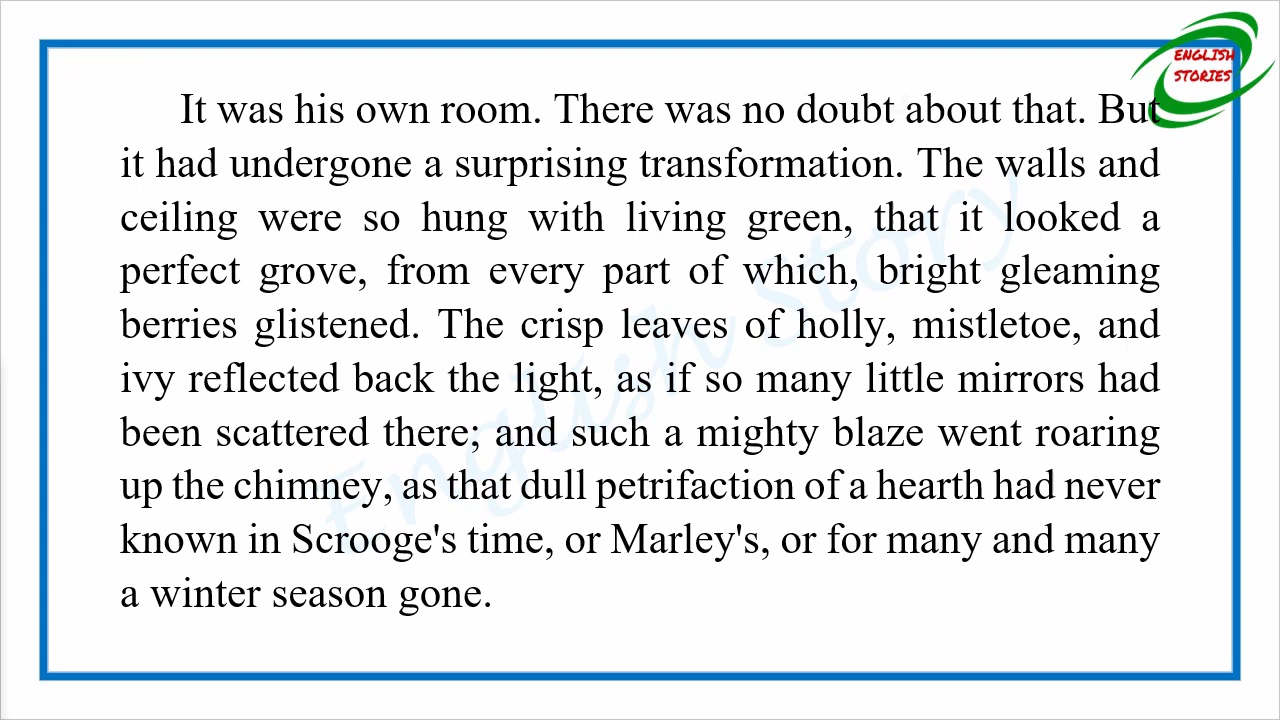 ENGLISH
STORIES
It was his own room. There was no doubt about that. But
it had undergone a surprising transformation. The walls and
ceiling were so hung with living green, that it looked a
perfect grove, from every part of which, bright gleaming
berries glistened. The crisp leaves of holly, mistletoe, and
ivy reflected back the light, as if so many little mirrors had
been scattered there; and such a mighty blaze went roaring
up the chimney, as that dull petrifaction of a hearth had never
known in Scrooge's time, or Marley's, or for many and many
a winter season gone.
English Story